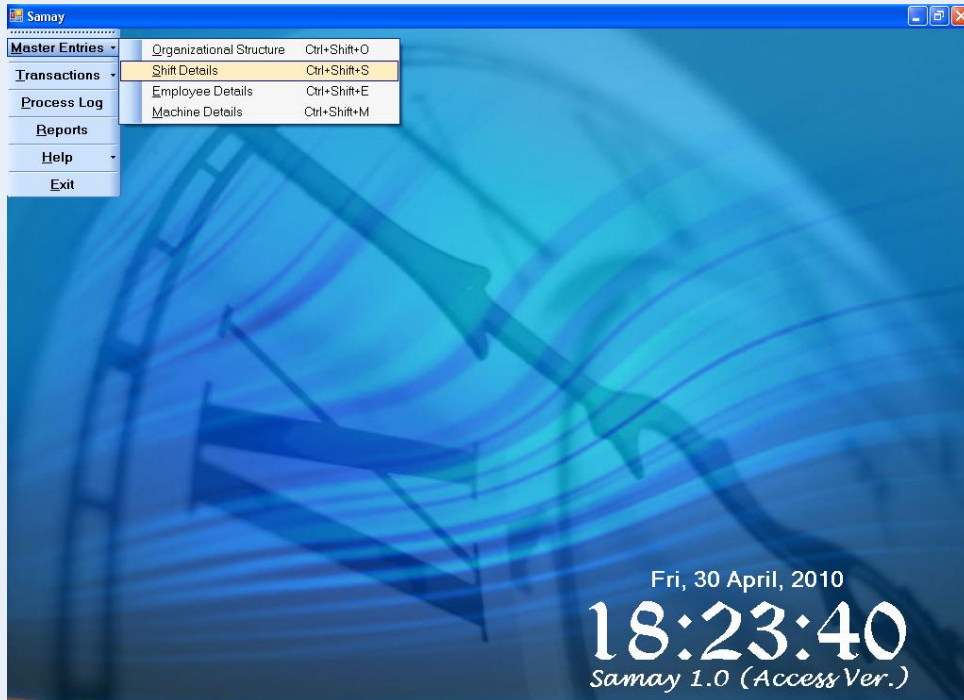 Samay
Master Entries
Transactions
Process Log
Reports
Help
Exit
Organizational Structure Ctrl+Shift+O
Shift Details Ctrl+Shift+S
Employee Details Ctrl+Shift+E
Machine Details Ctrl+Shift+M
Fri, 30 April, 2010
18:23:40
Samay 1.0 (Access Ver.)